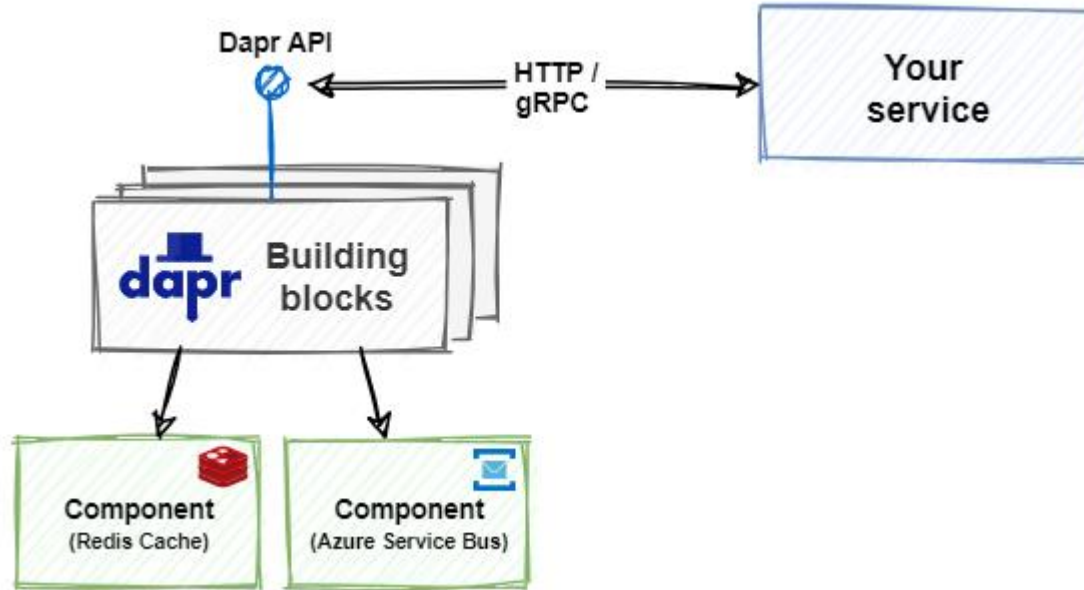 Dapr API
HTTP /
gRPC
Your
service
dapr
Building
blocks
Component
(Redis Cache)
Component
(Azure Service Bus)